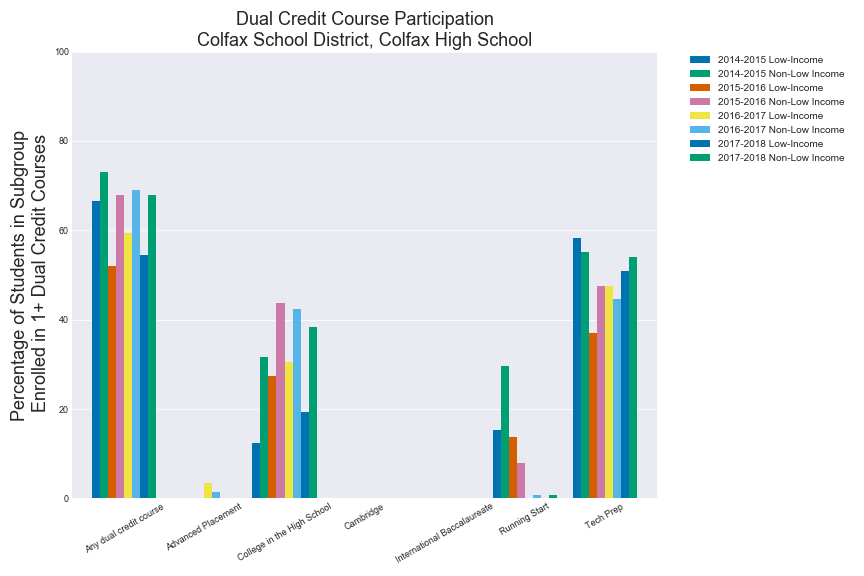 Dual Credit Course Participation
Colfax School District, Colfax High School
Percentage of Students in Subgroup
Enrolled in 1+ Dual Credit Courses
100
80
60
40
20
0
Any dual credit course
Advanced Placement
College in the High School
Cambridge
International Baccalaureate
Running Start
Tech Prep
2014-2015 Low-Income
2014-2015 Non-Low Income
2015-2016 Low-Income
2015-2016 Non-Low Income
2016-2017 Low-Income
2016-2017 Non-Low Income
2017-2018 Low-Income
2017-2018 Non-Low Income